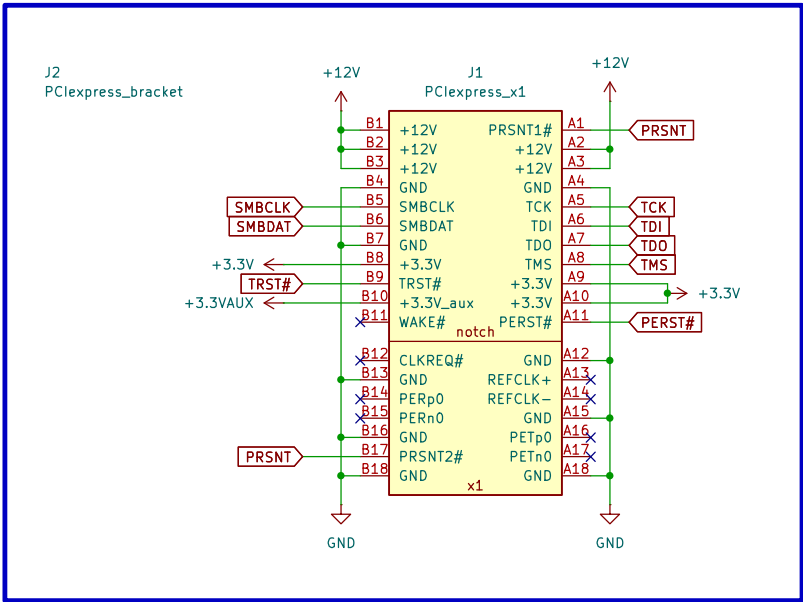 J2
PCIexpress_bracket
+12V
J1
PCIexpress_x1
+12V
B1 +12V PRSNT1# A1 PRSNT
B2 +12V +12V A2
B3 +12V +12V A3
B4 GND GND A4
SMBCLK B5 SMBCLK TCK A5 TCK
SMBDAT B6 SMBDAT TDI A6 TDI
B7 GND TDO A7 TDO
+3.3V B8 +3.3V TMS A8 TMS
TRST# B9 TRST# +3.3V A9
+3.3VAUX B10 +3.3V_aux +3.3V A10 +3.3V
B11 WAKE# PERST# A11 PERST#
notch
B12 CLKREQ# GND A12
B13 GND REFCLK+ A13
B14 PERp0 REFCLK- A14
B15 PERn0 GND A15
B16 GND PETp0 A16
PRSNT B17 PRSNT2# PETn0 A17
B18 GND GND A18
x1
GND GND